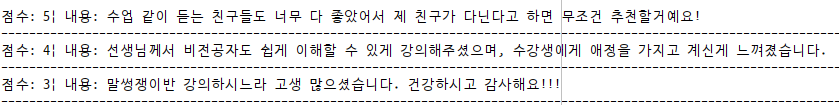 점수: 5¦ 내용: 수업 같이 듣는 친구들도 너무 다 좋았어서 제 친구가 다닌다고 하면 무조건 추천할거예요!
점수: 4¦ 내용: 선생님께서 비전공자도 쉽게 이해할 수 있게 강의해주셨으며, 수강생에게 애정을 가지고 계신게 느껴졌습니다.
점수: 3¦ 내용: 말썽쟁이반 강의하시느라 고생 많으셨습니다. 건강하시고 감사해요!!!